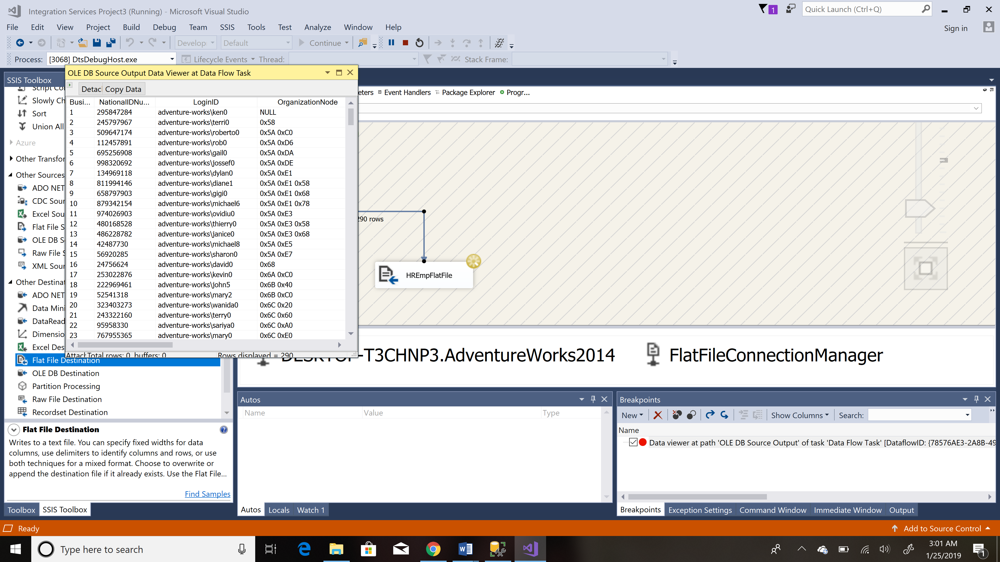 Integration Services Project3 (Running) - Microsoft Visual Studio
1
Quick Launch (Ctrl+Q)
File Edit View Project Build Debug Team SSIS Tools Test Analyze Window Help
Sign in
Develop Default Continue
Process: [3068] DtsDebugHost.exe Lifecycle Events Thread: Stack Frame:
OLE DB Source Output Data Viewer at Data Flow Task
Detac Copy Data
Busi... NationalIDNu... LoginID OrganizationNode
1 295847284 adventure-works\ken0 NULL
2 245797967 adventure-works\terri0 0x58
3 509647174 adventure-works\roberto0 0x5A 0xC0
4 112457891 adventure-works\rob0 0x5A 0xD6
5 695256908 adventure-works\gail0 0x5A 0xDA
6 998320692 adventure-works\jossef0 0x5A 0xDE
7 134969118 adventure-works\dylan0 0x5A 0xE1
8 811994146 adventure-works\diane1 0x5A 0xE1 0x58
9 658797903 adventure-works\gigi0 0x5A 0xE1 0x68
10 879342154 adventure-works\michael6 0x5A 0xE1 0x78
11 974026903 adventure-works\ovidiu0 0x5A 0xE3
12 480168528 adventure-works\thierry0 0x5A 0xE3 0x58
13 486228782 adventure-works\janice0 0x5A 0xE3 0x68
14 42487730 adventure-works\michael8 0x5A 0xE5
15 56920285 adventure-works\sharon0 0x5A 0xE7
16 24756624 adventure-works\david0 0x68
17 253022876 adventure-works\kevin0 0x6A 0xC0
18 222969461 adventure-works\john5 0x6B 0x40
19 52541318 adventure-works\mary2 0x6B 0xC0
20 323403273 adventure-works\wanida0 0x6C 0x20
21 243322160 adventure-works\terry0 0x6C 0x60
22 95958330 adventure-works\sariya0 0x6C 0xA0
23 767955365 adventure-works\mary0 0x6C 0xE0
Attacl Total rows: 0, buffers: 0 Rows displayed = 290
SSIS Toolbox
Script Co
Slowly Ch
Sort
Union All
Azure
Other Transfor
Other Sources
ADO NET
CDC Sour
Excel Sou
Flat File S
OLE DB S
Raw File S
XML Sour
Other Destinat
ADO NET
Data Mini
DataRead
Dimensio
Excel Des
Flat File Destination
OLE DB Destination
Partition Processing
Raw File Destination
Recordset Destination
Flat File Destination
Writes to a text file. You can specify fixed widths for data
columns, use delimiters to identify columns and rows, or use
both techniques for a mixed format. Choose to overwrite or
append the destination file if it already exists. Use the Flat File...
Find Samples
Toolbox SSIS Toolbox
eters Event Handlers Package Explorer Progr...
290 rows
HREmpFlatFile
DESKTOP-T3CHNP3.AdventureWorks2014 FlatFileConnectionManager
Autos
Name Value Type
Autos Locals Watch 1
Breakpoints
New Show Columns Search:
Name
Data viewer at path 'OLE DB Source Output' of task 'Data Flow Task' [DataflowID: {78576AE3-2A8B-49
Breakpoints Exception Settings Command Window Immediate Window Output
Ready
Add to Source Control
Type here to search
3:01 AM
1/25/2019
1